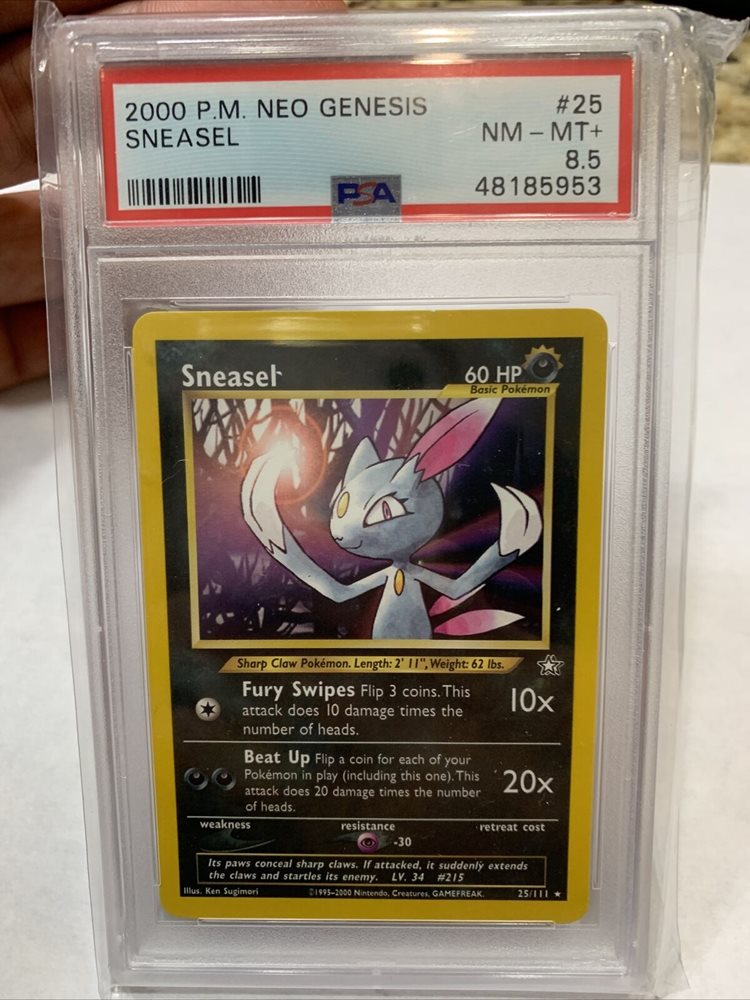 2000 P.M. NEO GENESIS #25
SNEASEL NM - MT+
8.5
PSA 48185953
Sneasel 60 HP
Basic Pokémon
Sharp Claw Pokémon. Length: 2' 11", Weight: 62 lbs.
Fury Swipes Flip 3 coins. This
attack does 10 damage times the
number of heads.
10x
Beat Up Flip a coin for each of your
Pokémon in play (including this one). This
attack does 20 damage times the number
of heads.
20x
weakness resistance retreat cost
-30
Its paws conceal sharp claws. If attacked, it suddenly extends
the claws and startles its enemy. LV. 34 #215
Illus. Ken Sugimori ©1995-2000 Nintendo, Creatures, GAMEFREAK. 25/111 ★